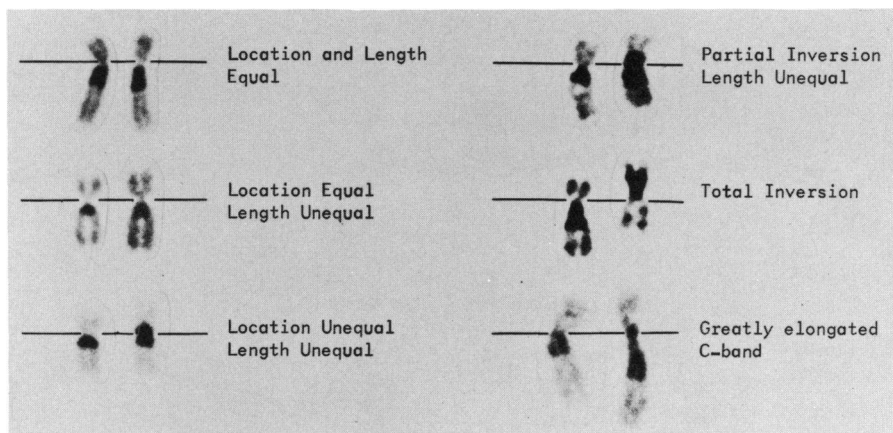 Location and Length
Equal
Location Equal
Length Unequal
Location Unequal
Length Unequal
Partial Inversion
Length Unequal
Total Inversion
Greatly elongated
C-band